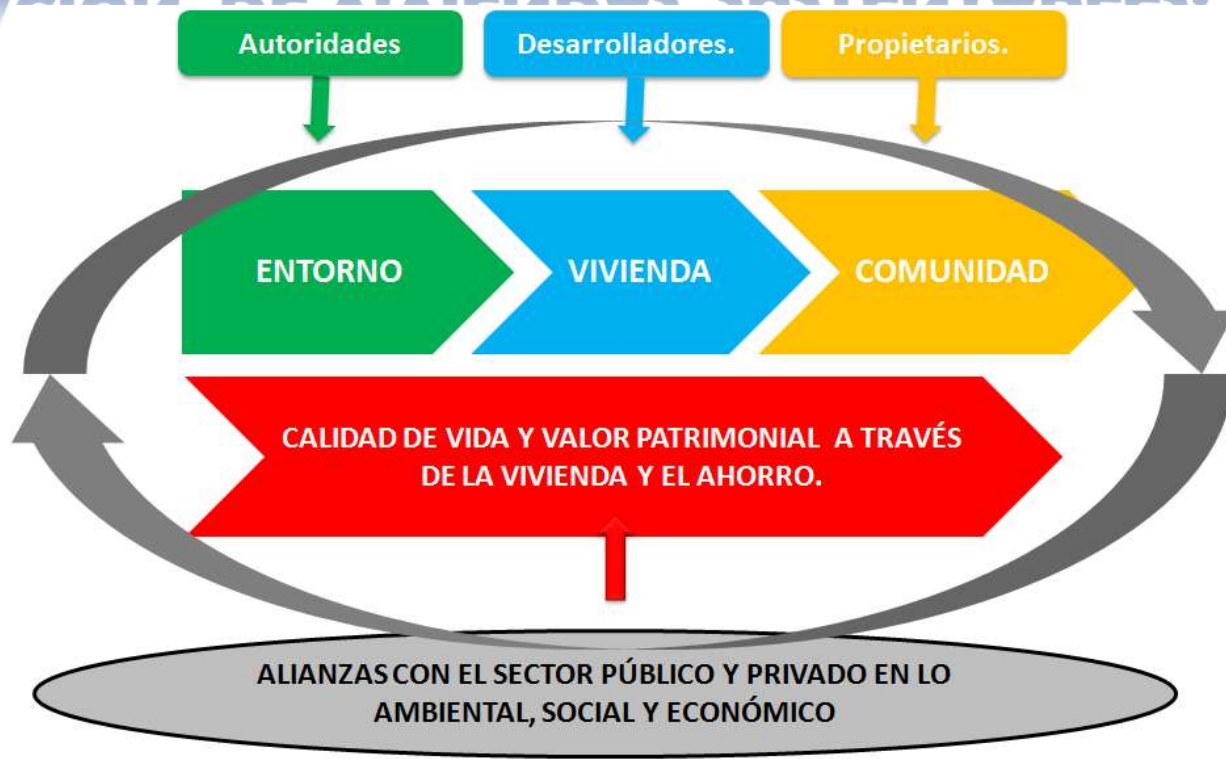 Autoridades
Desarrolladores.
Propietarios.
ENTORNO
VIVIENDA
COMUNIDAD
CALIDAD DE VIDA Y VALOR PATRIMONIAL A TRAVÉS
DE LA VIVIENDA Y EL AHORRO.
ALIANZAS CON EL SECTOR PÚBLICO Y PRIVADO EN LO
AMBIENTAL, SOCIAL Y ECONÓMICO